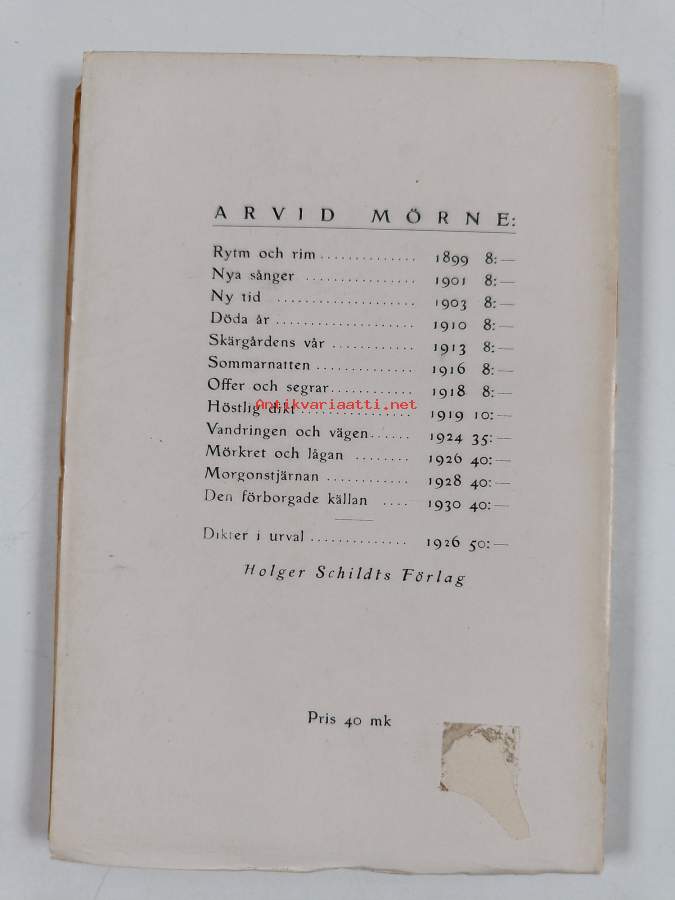 ARVID MÖRNE:
Rytm och rim .............. 1899 8:—
Nya sånger ................ 1901 8:—
Ny tid .................... 1903 8:—
Döda år .................... 1910 8:—
Skärgårdens vår ............ 1913 8:—
Sommarnatten .............. 1916 8:—
Offer och segrar............ 1918 8:—
Antikvariaatti.net
Höstlig dikt ................ 1919 10:—
Vandringen och vägen...... 1924 35:—
Mörkret och lågan ........ 1926 40:—
Morgonstjärnan ............ 1928 40:—
Den förborgade källan .... 1930 40:—
Dikter i urval .............. 1926 50:—
Holger Schildts Förlag
Pris 40 mk